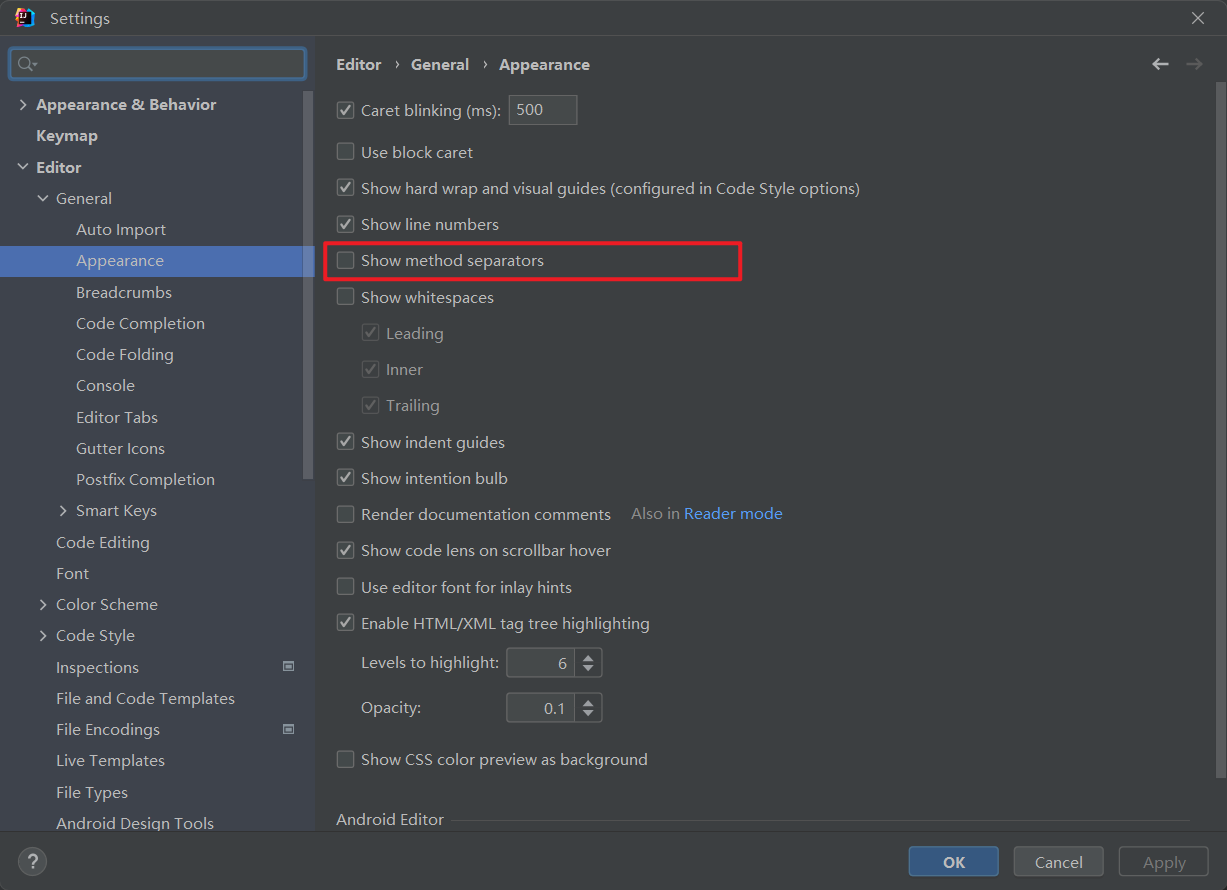 Settings
Appearance & Behavior
Keymap
Editor
General
Auto Import
Appearance
Breadcrumbs
Code Completion
Code Folding
Console
Editor Tabs
Gutter Icons
Postfix Completion
Smart Keys
Code Editing
Font
Color Scheme
Code Style
Inspections
File and Code Templates
File Encodings
Live Templates
File Types
Android Design Tools
Editor › General › Appearance
Caret blinking (ms): 500
Use block caret
Show hard wrap and visual guides (configured in Code Style options)
Show line numbers
Show method separators
Show whitespaces
Leading
Inner
Trailing
Show indent guides
Show intention bulb
Render documentation comments Also in Reader mode
Show code lens on scrollbar hover
Use editor font for inlay hints
Enable HTML/XML tag tree highlighting
Levels to highlight: 6
Opacity: 0.1
Show CSS color preview as background
Android Editor
? OK Cancel Apply